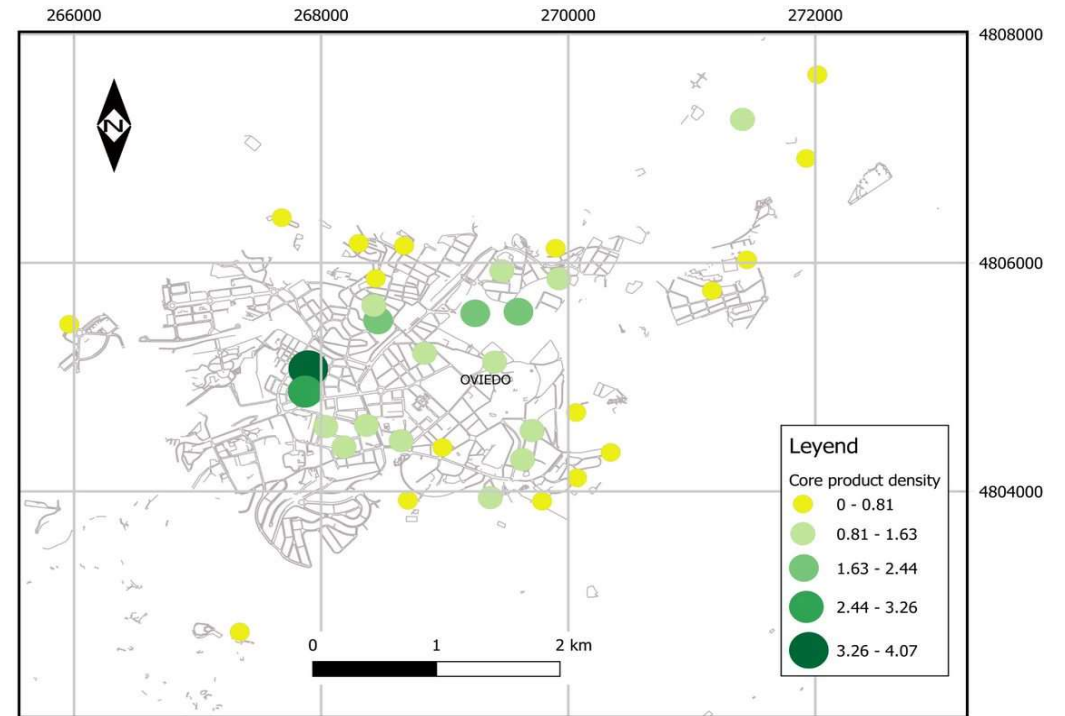 266000 268000 270000 272000
4808000
N
4806000
OVIEDO
4804000
Leyend
Core product density
0 - 0.81
0.81 - 1.63
1.63 - 2.44
2.44 - 3.26
3.26 - 4.07
0 1 2 km